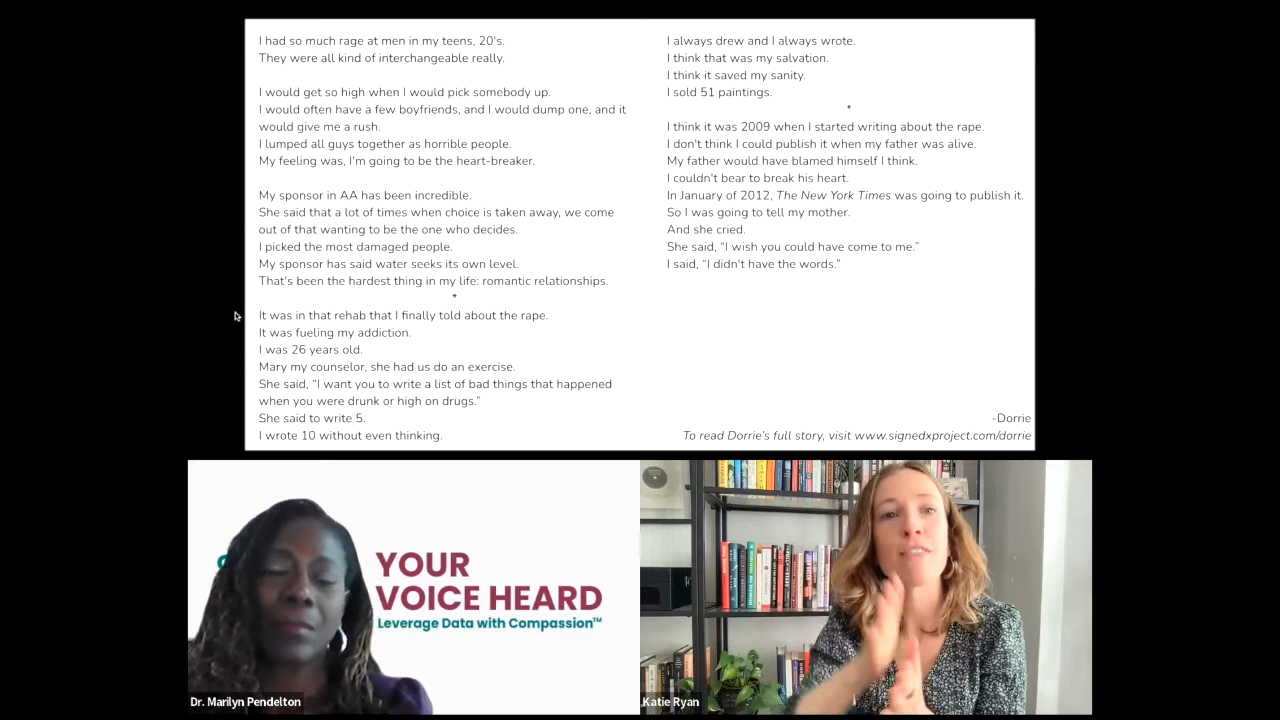 I had so much rage at men in my teens, 20's.
They were all kind of interchangeable really.
I would get so high when I would pick somebody up.
I would often have a few boyfriends, and I would dump one, and it
would give me a rush.
I lumped all guys together as horrible people.
My feeling was, I'm going to be the heart-breaker.
My sponsor in AA has been incredible.
She said that a lot of times when choice is taken away, we come
out of that wanting to be the one who decides.
I picked the most damaged people.
My sponsor has said water seeks its own level.
That's been the hardest thing in my life: romantic relationships.
*
It was in that rehab that I finally told about the rape.
It was fueling my addiction.
I was 26 years old.
Mary my counselor, she had us do an exercise.
She said, “I want you to write a list of bad things that happened
when you were drunk or high on drugs.”
She said to write 5.
I wrote 10 without even thinking.
I always drew and I always wrote.
I think that was my salvation.
I think it saved my sanity.
I sold 51 paintings.
*
I think it was 2009 when I started writing about the rape.
I don't think I could publish it when my father was alive.
My father would have blamed himself I think.
I couldn't bear to break his heart.
In January of 2012, The New York Times was going to publish it.
So I was going to tell my mother.
And she cried.
She said, “I wish you could have come to me.”
I said, “I didn't have the words.”
-Dorrie
To read Dorrie's full story, visit www.signedxproject.com/dorrie
YOUR
VOICE HEARD
Leverage Data with Compassion™
Dr. Marilyn Pendelton
Katie Ryan